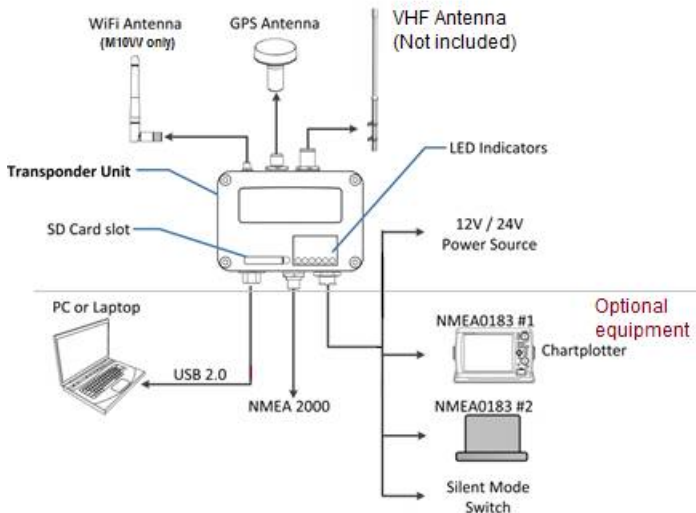 WiFi Antenna
(M10W only)
GPS Antenna
VHF Antenna
(Not included)
LED Indicators
Transponder Unit
SD Card slot
12V / 24V
Power Source
Optional
equipment
PC or Laptop
NMEA0183 #1
Chartplotter
USB 2.0
NMEA 2000
NMEA0183 #2
Silent Mode
Switch